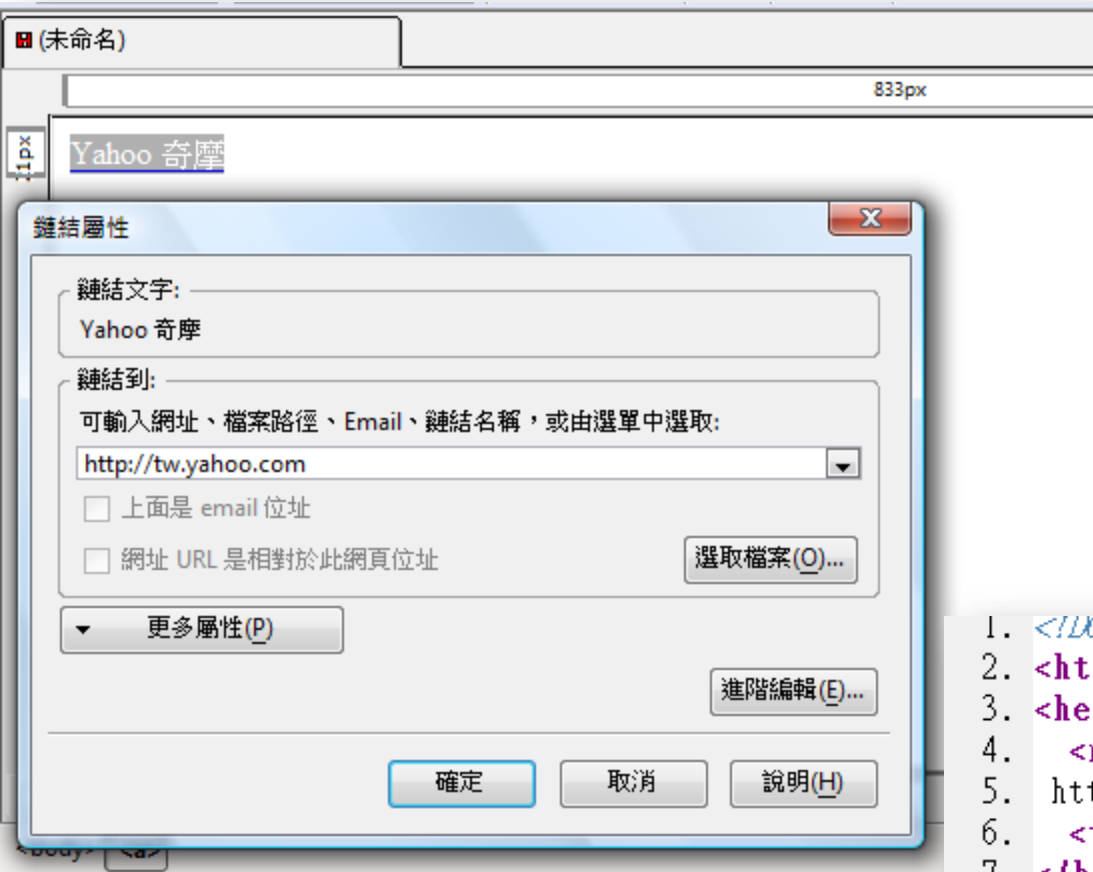 (未命名)
833px
1px
Yahoo 奇摩
鏈結屬性
鏈結文字:
Yahoo 奇摩
鏈結到:
可輸入網址、檔案路徑、Email、鏈結名稱，或由選單中選取:
http://tw.yahoo.com
上面是 email 位址
網址 URL 是相對於此網頁位址
選取檔案(O)...
更多屬性(P)
進階編輯(E)...
確定
取消
說明(H)
<body> <a>
1. <!DO
2. <ht
3. <he
4. <
5. htt
6. <
7. </h